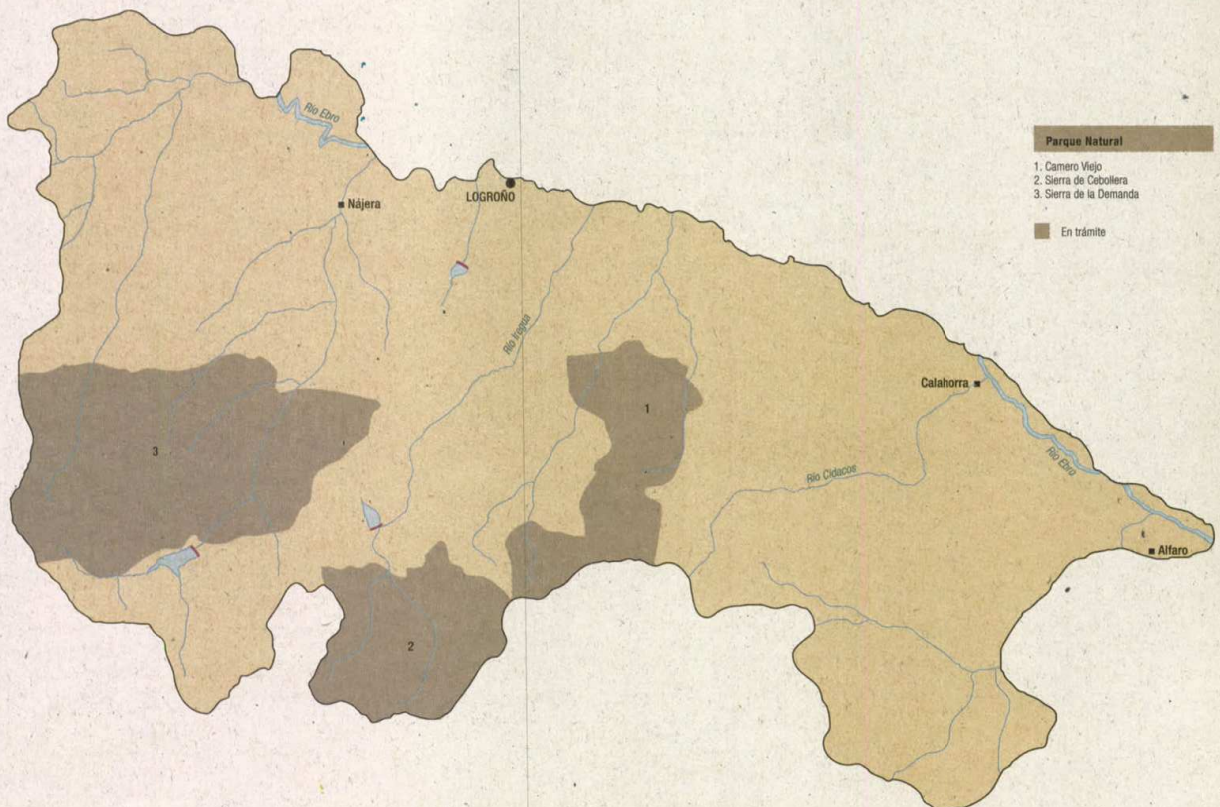 Río Ebro
Nájera
LOGROÑO
Río Iregua
Calahorra
Río Cidacos
Río Ebro
Alfaro
1
2
3
Parque Natural
1. Camero Viejo
2. Sierra de Cebollera
3. Sierra de la Demanda
En trámite